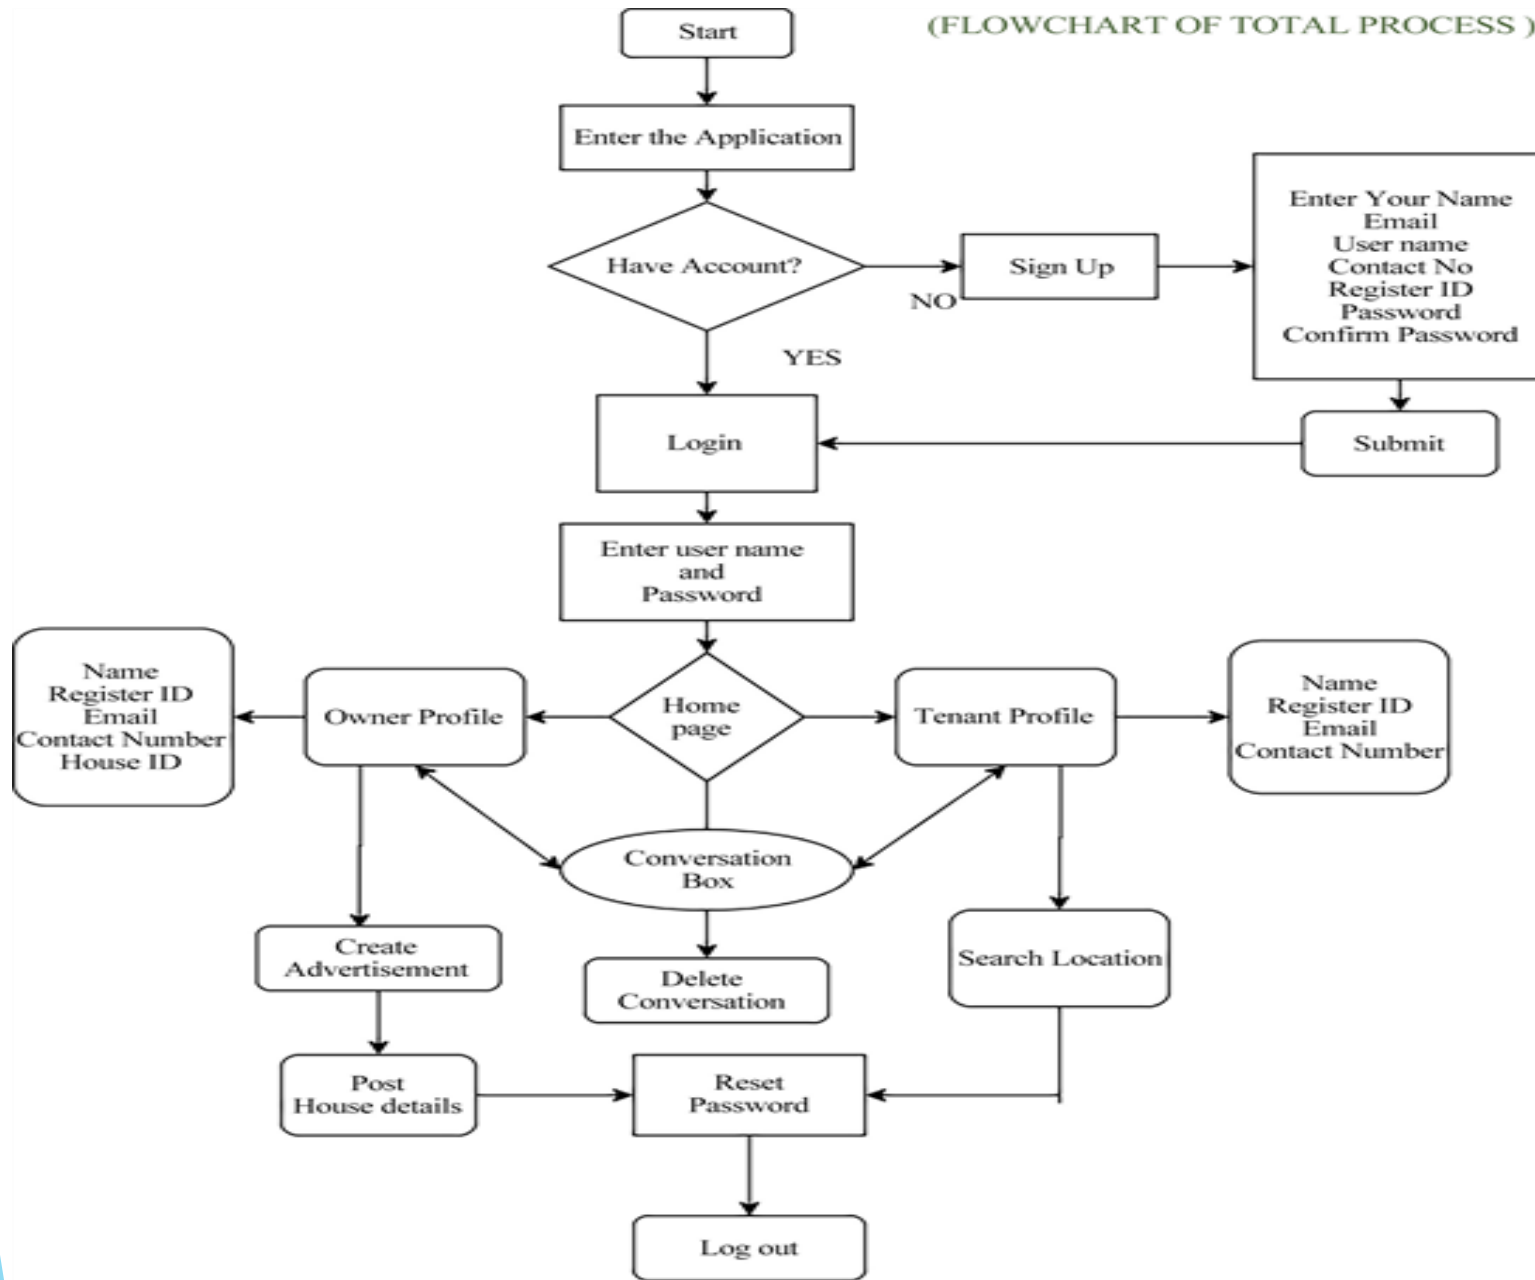 (FLOWCHART OF TOTAL PROCESS )
Start
Enter the Application
Have Account?
NO
Sign Up
Enter Your Name
Email
User name
Contact No
Register ID
Password
Confirm Password
YES
Login
Submit
Enter user name
and
Password
Name
Register ID
Email
Contact Number
House ID
Owner Profile
Home
page
Tenant Profile
Name
Register ID
Email
Contact Number
Conversation
Box
Create
Advertisement
Delete
Conversation
Search Location
Post
House details
Reset
Password
Log out